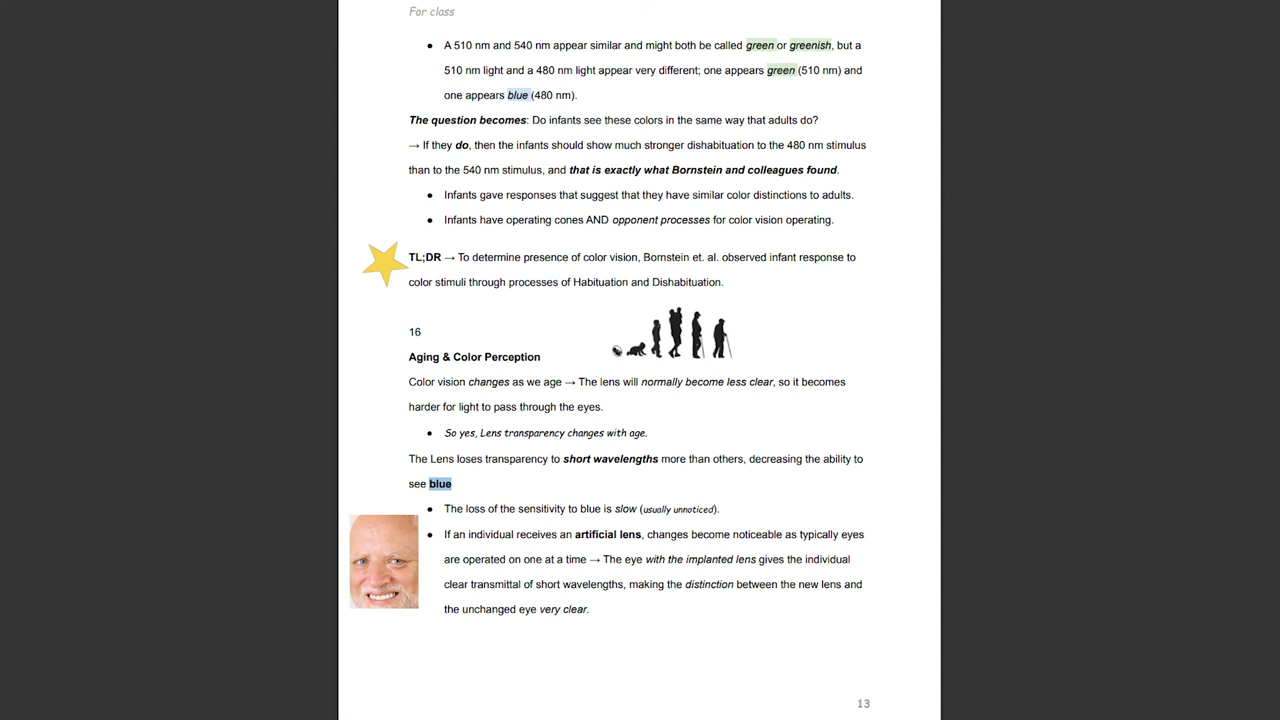 For class
● A 510 nm and 540 nm appear similar and might both be called green or greenish, but a
510 nm light and a 480 nm light appear very different; one appears green (510 nm) and
one appears blue (480 nm).
The question becomes: Do infants see these colors in the same way that adults do?
→ If they do, then the infants should show much stronger dishabituation to the 480 nm stimulus
than to the 540 nm stimulus, and that is exactly what Bornstein and colleagues found.
● Infants gave responses that suggest that they have similar color distinctions to adults.
● Infants have operating cones AND opponent processes for color vision operating.
TL;DR → To determine presence of color vision, Bornstein et. al. observed infant response to
color stimuli through processes of Habituation and Dishabituation.
16
Aging & Color Perception
Color vision changes as we age → The lens will normally become less clear, so it becomes
harder for light to pass through the eyes.
● So yes, Lens transparency changes with age.
The Lens loses transparency to short wavelengths more than others, decreasing the ability to
see blue
● The loss of the sensitivity to blue is slow (usually unnoticed).
● If an individual receives an artificial lens, changes become noticeable as typically eyes
are operated on one at a time → The eye with the implanted lens gives the individual
clear transmittal of short wavelengths, making the distinction between the new lens and
the unchanged eye very clear.
13